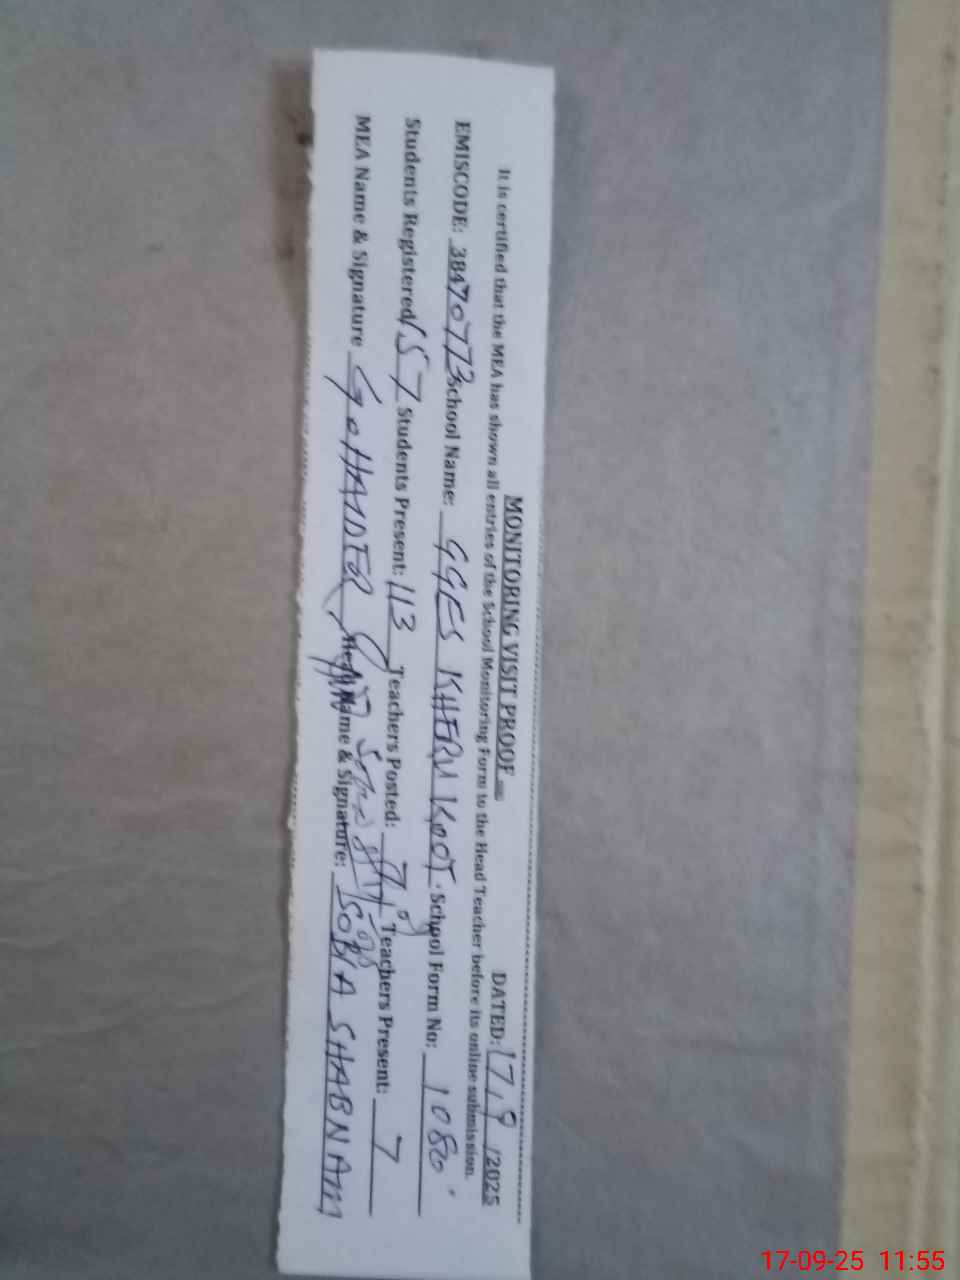 MONITORING VISIT PROOF DATED: 17/9/2025
It is certified that the MEA has shown all entries of the School Monitoring Form to the Head Teacher before its online submission.
EMISCODE: 38470773 School Name: GGES KHERU KOOT. School Form No: 1080
Students Registered 157 Students Present: 113 Teachers Posted: 7 Teachers Present: 7
MEA Name & Signature Name & Signature: SOBIA SHABNAM
17-09-25 11:55